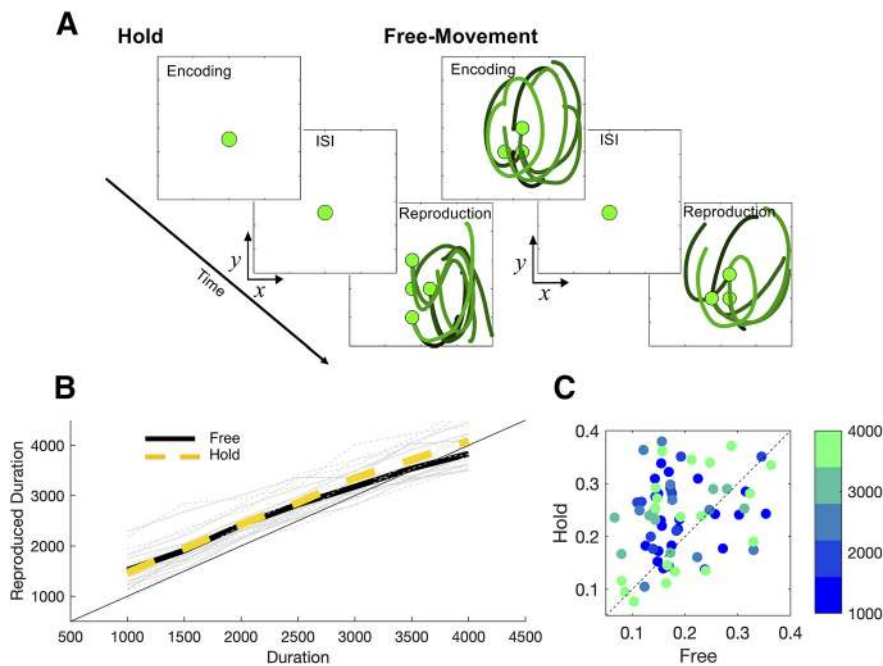 A
Hold
Free-Movement
Encoding
ISI
Reproduction
y
x
Time
Encoding
ISI
Reproduction
y
x
B
Reproduced Duration
4000
3000
2000
1000
Free
Hold
500 1000 1500 2000 2500 3000 3500 4000 4500
Duration
C
Hold
0.4
0.3
0.2
0.1
0.1 0.2 0.3 0.4
Free
4000
3000
2000
1000